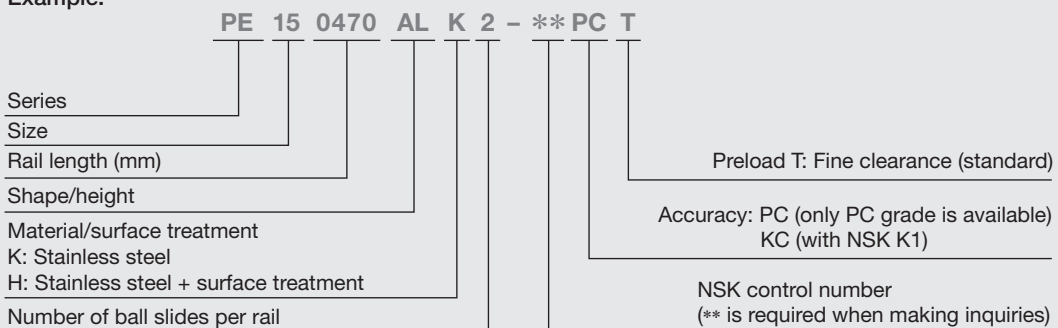 Example:
PE 15 0470 AL K 2 – ** PC T
Series
Size
Rail length (mm)
Preload T: Fine clearance (standard)
Shape/height
Accuracy: PC (only PC grade is available)
KC (with NSK K1)
Material/surface treatment
K: Stainless steel
H: Stainless steel + surface treatment
NSK control number
(** is required when making inquiries)
Number of ball slides per rail